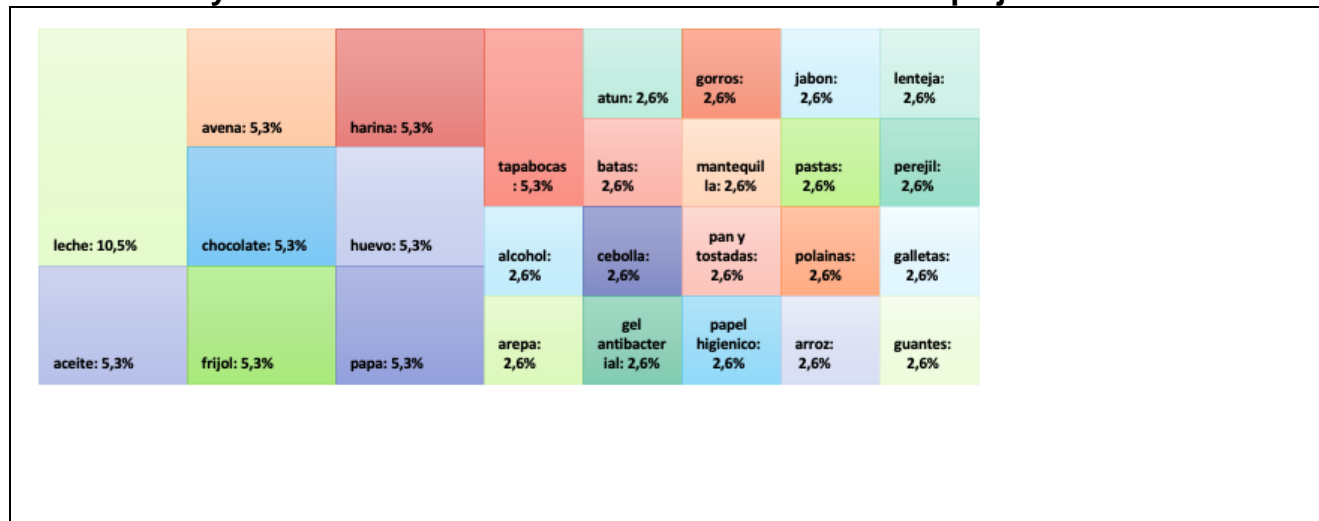 leche: 10,5%
aceite: 5,3%
avena: 5,3%
chocolate: 5,3%
frijol: 5,3%
harina: 5,3%
huevo: 5,3%
papa: 5,3%
tapabocas
: 5,3%
alcohol:
2,6%
arepa:
2,6%
atun: 2,6%
batas:
2,6%
cebolla:
2,6%
gel
antibacter
ial: 2,6%
gorros:
2,6%
mantequil
la: 2,6%
pan y
tostadas:
2,6%
papel
higienico:
2,6%
jabon:
2,6%
pastas:
2,6%
polainas:
2,6%
arroz:
2,6%
lenteja:
2,6%
perejil:
2,6%
galletas:
2,6%
guantes:
2,6%